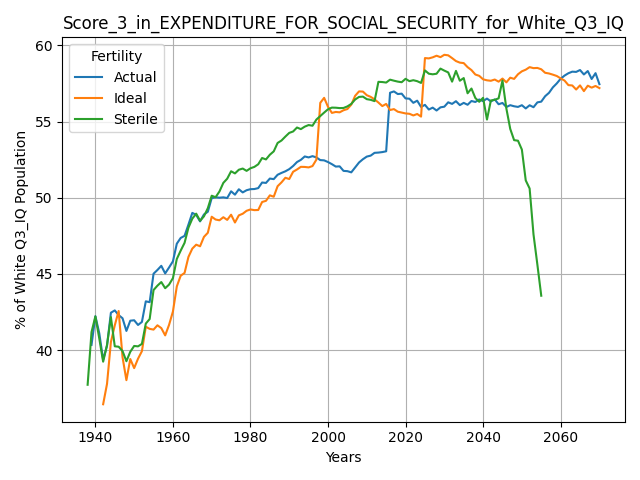 Score_3_in_EXPENDITURE_FOR_SOCIAL_SECURITY_for_White_Q3_IQ
Fertility
Actual
Ideal
Sterile
% of White Q3_IQ Population
60
55
50
45
40
1940 1960 1980 2000 2020 2040 2060
Years